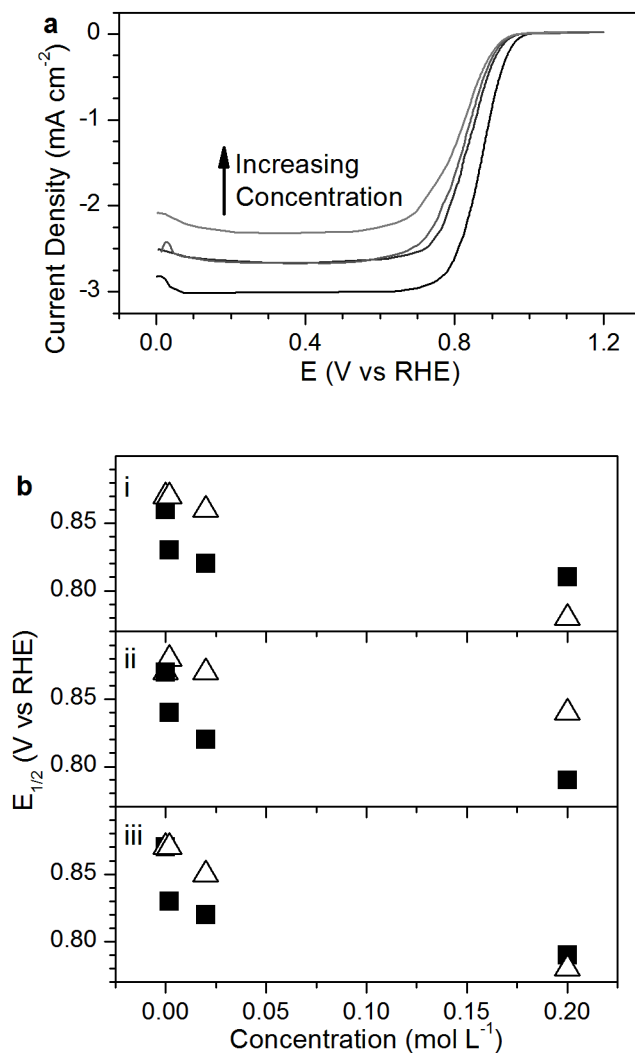 a
0
-1
-2
-3
Current Density (mA cm⁻²)
Increasing
Concentration
0.0 0.4 0.8 1.2
E (V vs RHE)
b
i
0.85
0.80
ii
0.85
0.80
iii
0.85
0.80
E1/2 (V vs RHE)
0.00 0.05 0.10 0.15 0.20
Concentration (mol L⁻¹)